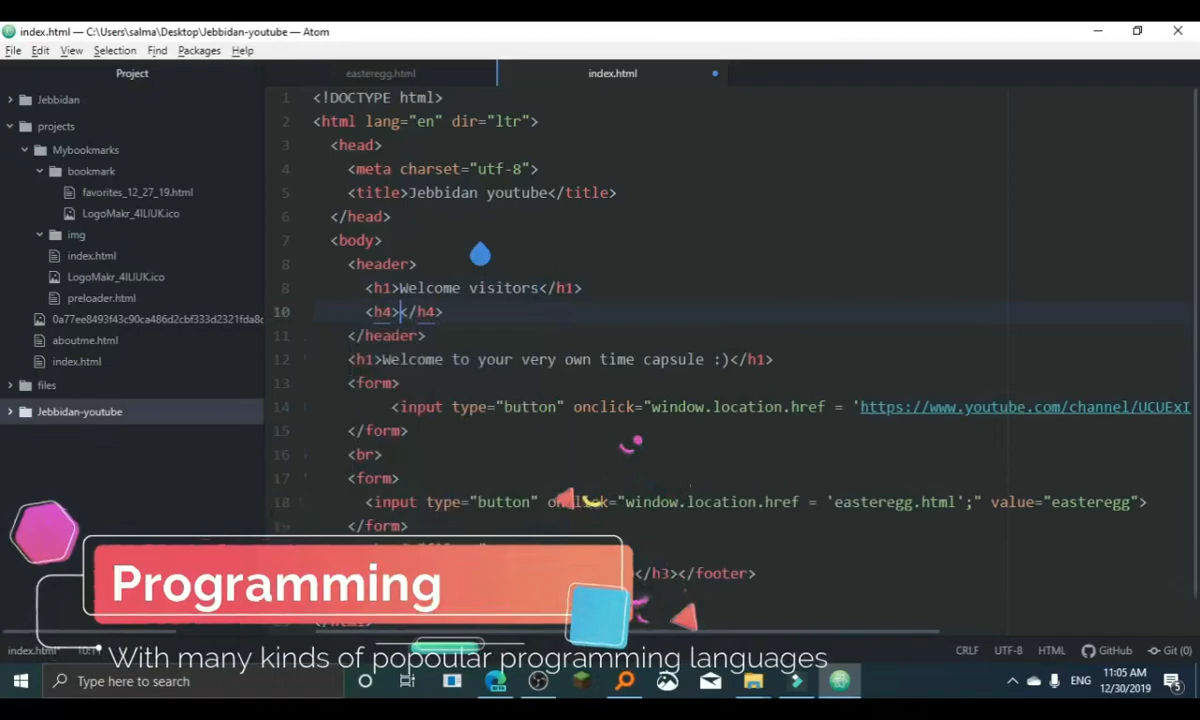 index.html — C:\Users\salma\Desktop\Jebbidan-youtube — Atom
File Edit View Selection Find Packages Help
Project
easteregg.html
index.html
Jebbidan
projects
Mybookmarks
bookmark
favorites_12_27_19.html
LogoMakr_4ILIUK.ico
img
index.html
LogoMakr_4ILIUK.ico
preloader.html
0a77ee8493f43c90ca486d2cbf333d2321fda8c
aboutme.html
index.html
files
Jebbidan-youtube
1 <!DOCTYPE html>
2 <html lang="en" dir="ltr">
3 <head>
4 <meta charset="utf-8">
5 <title>Jebbidan youtube</title>
6 </head>
7 <body>
8 <header>
8 <h1>Welcome visitors</h1>
10 <h4></h4>
11 </header>
12 <h1>Welcome to your very own time capsule :)</h1>
13 <form>
14 <input type="button" onclick="window.location.href = 'https://www.youtube.com/channel/UCUExI
15 </form>
16 <br>
17 <form>
18 <input type="button" onclick="window.location.href = 'easteregg.html';" value="easteregg">
</form>
</h3></footer>
Programming
With many kinds of popoular programming languages
index.html*
CRLF UTF-8 HTML GitHub Git (0)
Type here to search
ENG
11:05 AM
12/30/2019
5